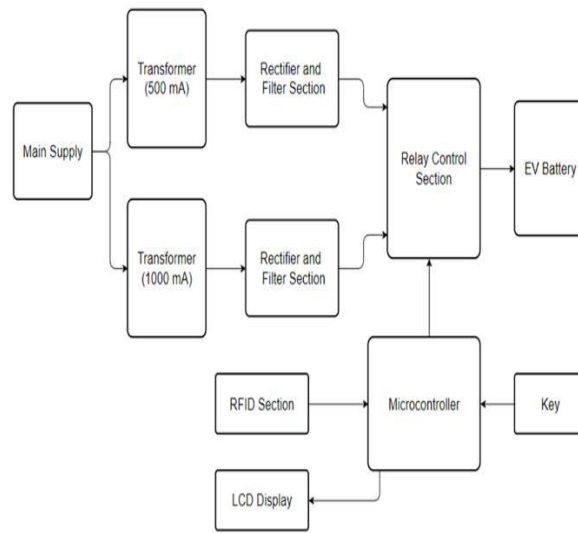 Main Supply
Transformer
(500 mA)
Rectifier and
Filter Section
Transformer
(1000 mA)
Rectifier and
Filter Section
Relay Control
Section
EV Battery
RFID Section
Microcontroller
Key
LCD Display